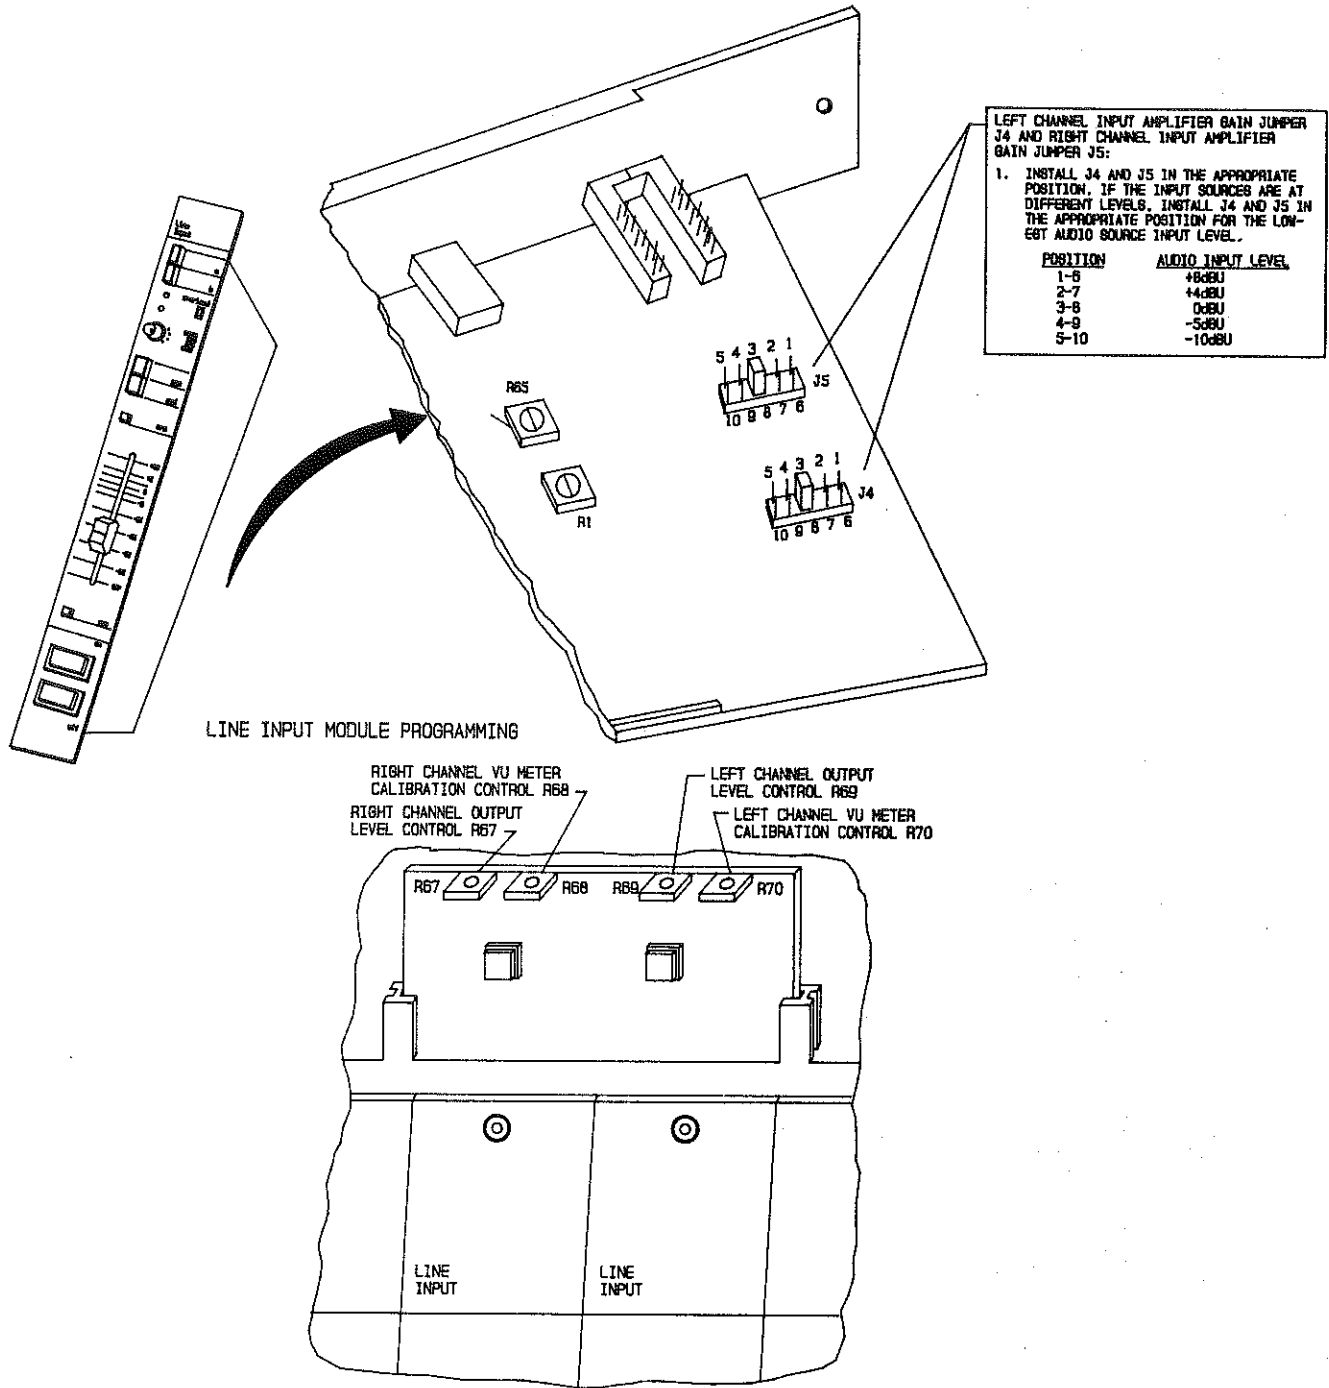 LEFT CHANNEL INPUT AMPLIFIER GAIN JUMPER
J4 AND RIGHT CHANNEL INPUT AMPLIFIER
GAIN JUMPER J5:
1. INSTALL J4 AND J5 IN THE APPROPRIATE
POSITION. IF THE INPUT SOURCES ARE AT
DIFFERENT LEVELS, INSTALL J4 AND J5 IN
THE APPROPRIATE POSITION FOR THE LOW-
EST AUDIO SOURCE INPUT LEVEL.
POSITION AUDIO INPUT LEVEL
1-6 +8dBU
2-7 +4dBU
3-8 0dBU
4-9 -5dBU
5-10 -10dBU
Line
Input
5 4 3 2 1
J5
10 9 8 7 6
R65
R1
5 4 3 2 1
J4
10 9 8 7 6
LINE INPUT MODULE PROGRAMMING
RIGHT CHANNEL VU METER
CALIBRATION CONTROL R68
RIGHT CHANNEL OUTPUT
LEVEL CONTROL R67
LEFT CHANNEL OUTPUT
LEVEL CONTROL R69
LEFT CHANNEL VU METER
CALIBRATION CONTROL R70
R67 R68 R69 R70
LINE
INPUT
LINE
INPUT